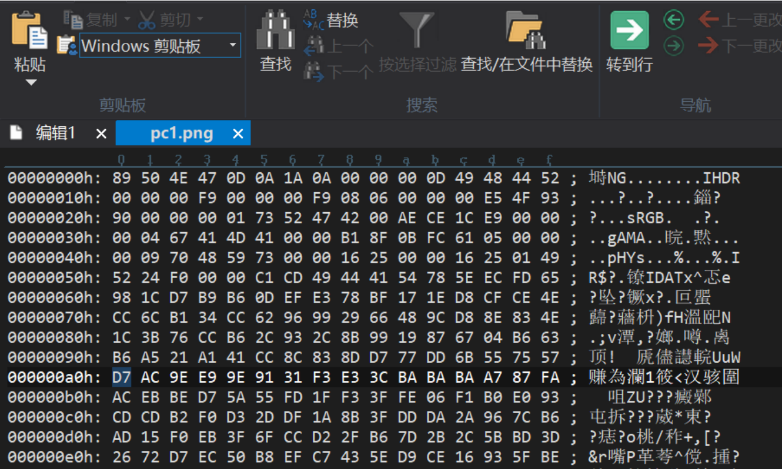 复制 剪切
Windows 剪贴板
粘贴
剪贴板
查找
替换
上一个
下一个
按选择过滤
查找/在文件中替换
搜索
转到行
上一更改
下一更改
导航
编辑1 × pc1.png ×
0 1 2 3 4 5 6 7 8 9 a b c d e f
00000000h: 89 50 4E 47 0D 0A 1A 0A 00 00 00 0D 49 48 44 52 ; 塒NG........IHDR
00000010h: 00 00 00 F9 00 00 00 F9 08 06 00 00 00 E5 4F 93 ; ...?..?....錙?
00000020h: 90 00 00 00 01 73 52 47 42 00 AE CE 1C E9 00 00 ; ?...sRGB. .?.
00000030h: 00 04 67 41 4D 41 00 00 B1 8F 0B FC 61 05 00 00 ; ..gAMA..睆.黙...
00000040h: 00 09 70 48 59 73 00 00 16 25 00 00 16 25 01 49 ; ..pHYs...%...%.I
00000050h: 52 24 F0 00 00 C1 CD 49 44 41 54 78 5E EC FD 65 ; R$?.镣IDATx^
00000060h: 98 1C D7 B9 B6 0D EF E3 78 BF 17 1E D8 CF CE 4E ;
00000070h: CC 6C B1 34 CC 62 96 99 29 66 48 9C D8 8E 83 4E ;
00000080h: 1C 3B 76 CC B6 2C 93 2C 8B 99 19 87 67 04 B6 63 ;
00000090h: B6 A5 21 A1 41 CC 8C 83 8D D7 77 DD 6B 55 75 57 ;
000000a0h: D7 AC 9E E9 9E 91 31 F3 E3 3C BA BA BA A7 87 FA ;
000000b0h: AC EB BE D7 5A 55 FD 1F F3 3F FE 06 F1 B0 E0 93 ;
000000c0h: CD CD B2 F0 D3 2D DF 1A 8B 3F DD DA 2A 96 7C B6 ;
000000d0h: AD 15 F0 EB 3F 6F CC D2 2F B6 7D 2B 2C 5B BD 3D ;
000000e0h: 26 72 D7 EC 50 B8 EF C7 43 5E D9 CE 16 93 5F BE ;